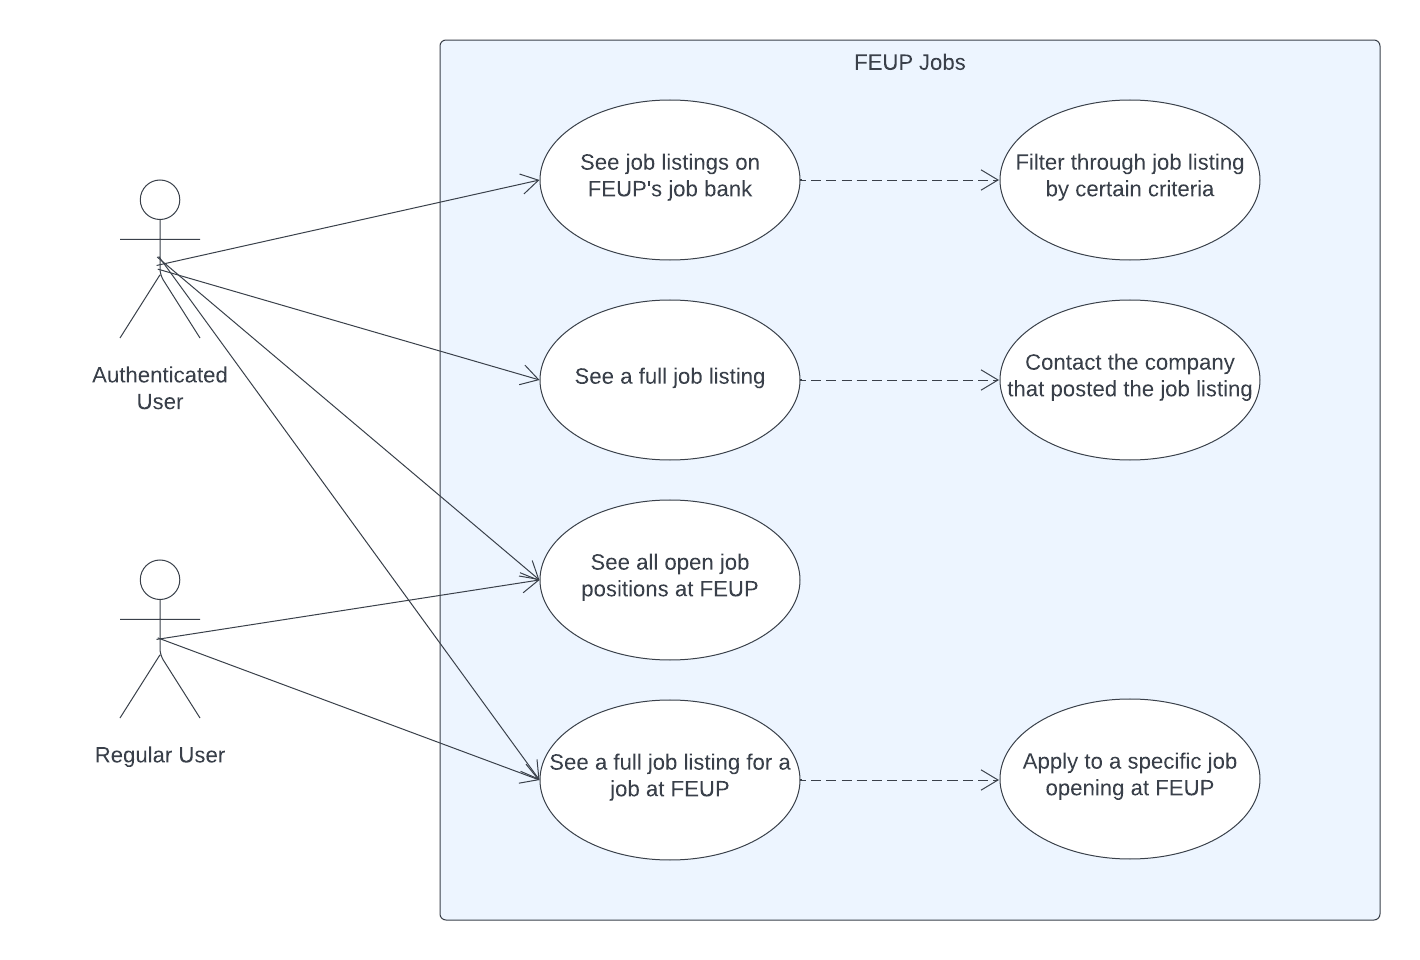 FEUP Jobs
See job listings on
FEUP's job bank
Filter through job listing
by certain criteria
Authenticated
User
See a full job listing
Contact the company
that posted the job listing
See all open job
positions at FEUP
Regular User
See a full job listing for a
job at FEUP
Apply to a specific job
opening at FEUP